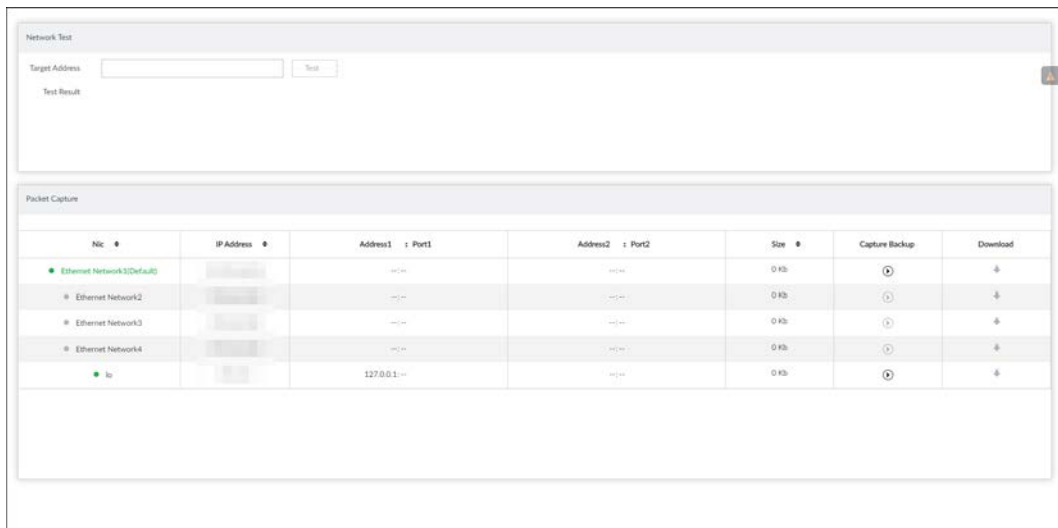 Network Test
Target Address Test
Test Result
Packet Capture
Nic IP Address Address1 : Port1 Address2 : Port2 Size Capture Backup Download
Ethernet Network1(Default) --:-- --:-- 0 Kb
Ethernet Network2 --:-- --:-- 0 Kb
Ethernet Network3 --:-- --:-- 0 Kb
Ethernet Network4 --:-- --:-- 0 Kb
lo 127.0.0.1:-- --:-- 0 Kb